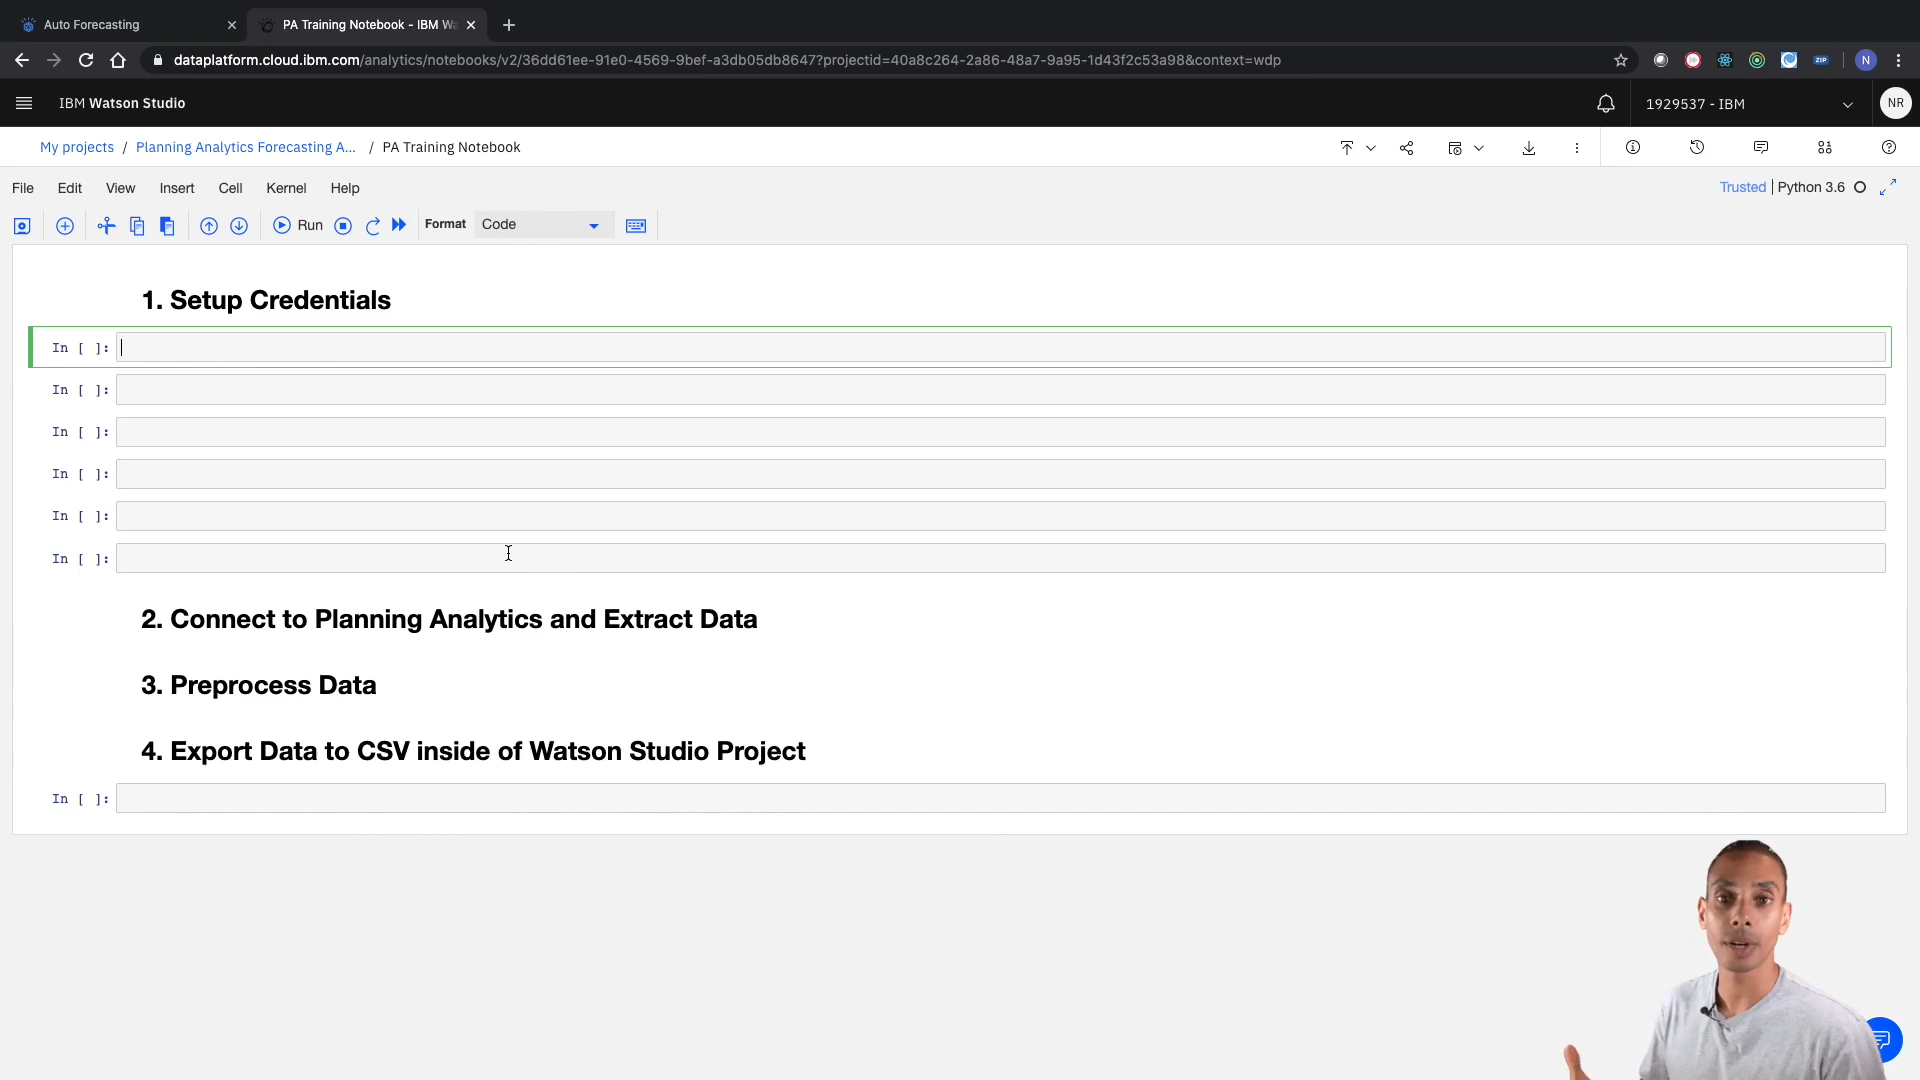 Auto Forecasting
PA Training Notebook - IBM Wa
dataplatform.cloud.ibm.com/analytics/notebooks/v2/36dd61ee-91e0-4569-9bef-a3db05db8647?projectid=40a8c264-2a86-48a7-9a95-1d43f2c53a98&context=wdp
ZIP
N
IBM Watson Studio
1929537 - IBM
NR
My projects / Planning Analytics Forecasting A... / PA Training Notebook
File Edit View Insert Cell Kernel Help
Trusted | Python 3.6
Run
Format
Code
1. Setup Credentials
In [ ]:
In [ ]:
In [ ]:
In [ ]:
In [ ]:
In [ ]:
2. Connect to Planning Analytics and Extract Data
3. Preprocess Data
4. Export Data to CSV inside of Watson Studio Project
In [ ]: